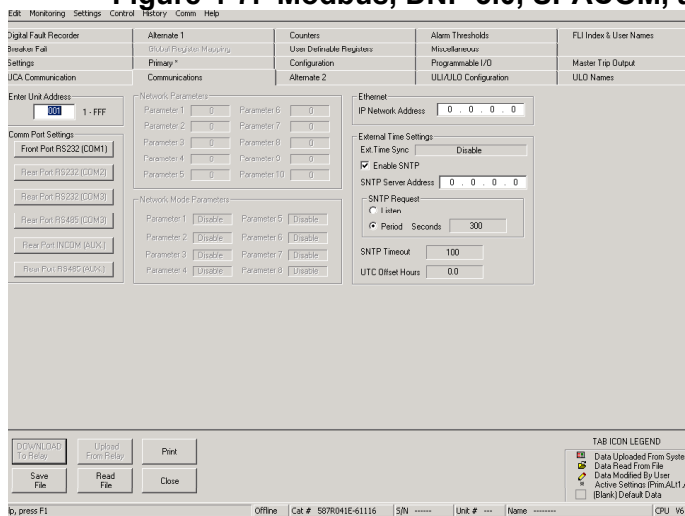 Figure 4-7. Modbus, DNP 3.0, SPACOM,
Edit Monitoring Settings Control History Comm Help
Digital Fault Recorder Alternate 1 Counters Alarm Thresholds FLI Index & User Names
Breaker Fail Global Register Mapping User Definable Registers Miscellaneous
Settings Primary * Configuration Programmable I/O Master Trip Output
UCA Communication Communications Alternate 2 ULI/ULO Configuration ULO Names
Enter Unit Address
001 1 - FFF
Comm Port Settings
Front Port RS232 (COM1)
Rear Port RS232 (COM2)
Rear Port RS232 (COM3)
Rear Port RS485 (COM3)
Rear Port INCOM (AUX.)
Rear Port RS485 (AUX.)
Network Parameters
Parameter 1 0 Parameter 6 0
Parameter 2 0 Parameter 7 0
Parameter 3 0 Parameter 8 0
Parameter 4 0 Parameter 9 0
Parameter 5 0 Parameter 10 0
Network Mode Parameters
Parameter 1 Disable Parameter 5 Disable
Parameter 2 Disable Parameter 6 Disable
Parameter 3 Disable Parameter 7 Disable
Parameter 4 Disable Parameter 8 Disable
Ethernet
IP Network Address 0 . 0 . 0 . 0
External Time Settings
Ext.Time Sync Disable
Enable SNTP
SNTP Server Address 0 . 0 . 0 . 0
SNTP Request
Listen
Period Seconds 300
SNTP Timeout 100
UTC Offset Hours 0.0
DOWNLOAD To Relay
Upload From Relay
Print
Save File
Read File
Close
TAB ICON LEGEND
Data Uploaded From Syste
Data Read From File
Data Modified By User
* Active Settings (Prim,ALt1,
(Blank) Default Data
lp, press F1 Offline Cat # 587R041E-61116 S/N ------ Unit # --- Name -------- CPU V6